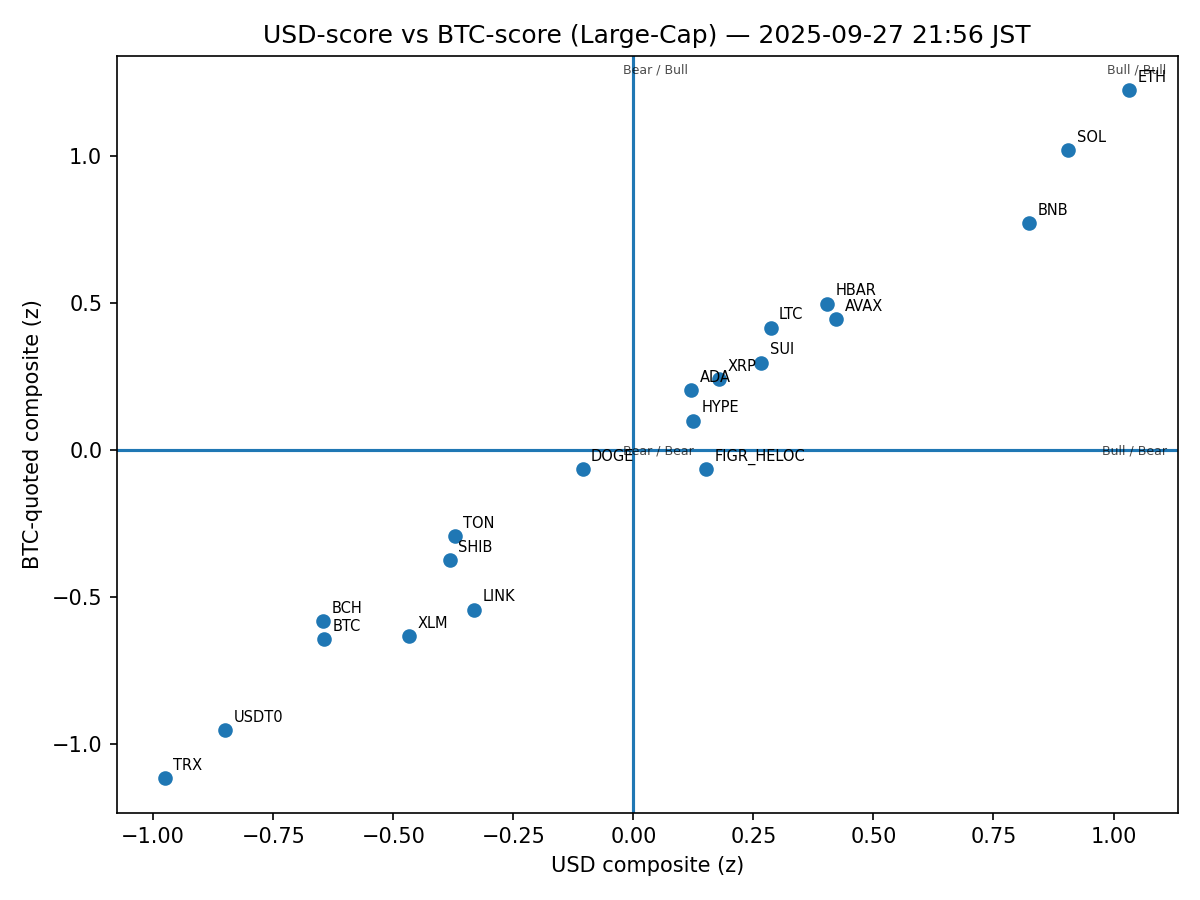 USD-score vs BTC-score (Large-Cap) — 2025-09-27 21:56 JST
Bear / Bull
Bull / Bull
ETH
SOL
BNB
HBAR
AVAX
LTC
SUI
XRP
ADA
HYPE
Bear / Bear
Bull / Bear
DOGE
FIGR_HELOC
TON
SHIB
LINK
BCH
BTC
XLM
USDT0
TRX
1.0
0.5
0.0
−0.5
−1.0
BTC-quoted composite (z)
−1.00
−0.75
−0.50
−0.25
0.00
0.25
0.50
0.75
1.00
USD composite (z)